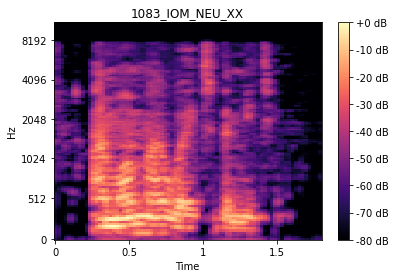 1083_IOM_NEU_XX
8192
4096
2048
1024
512
0
Hz
0
0.5
1
1.5
Time
+0 dB
-10 dB
-20 dB
-30 dB
-40 dB
-50 dB
-60 dB
-70 dB
-80 dB